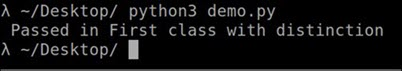 λ ~/Desktop/ python3 demo.py
Passed in First class with distinction
λ ~/Desktop/